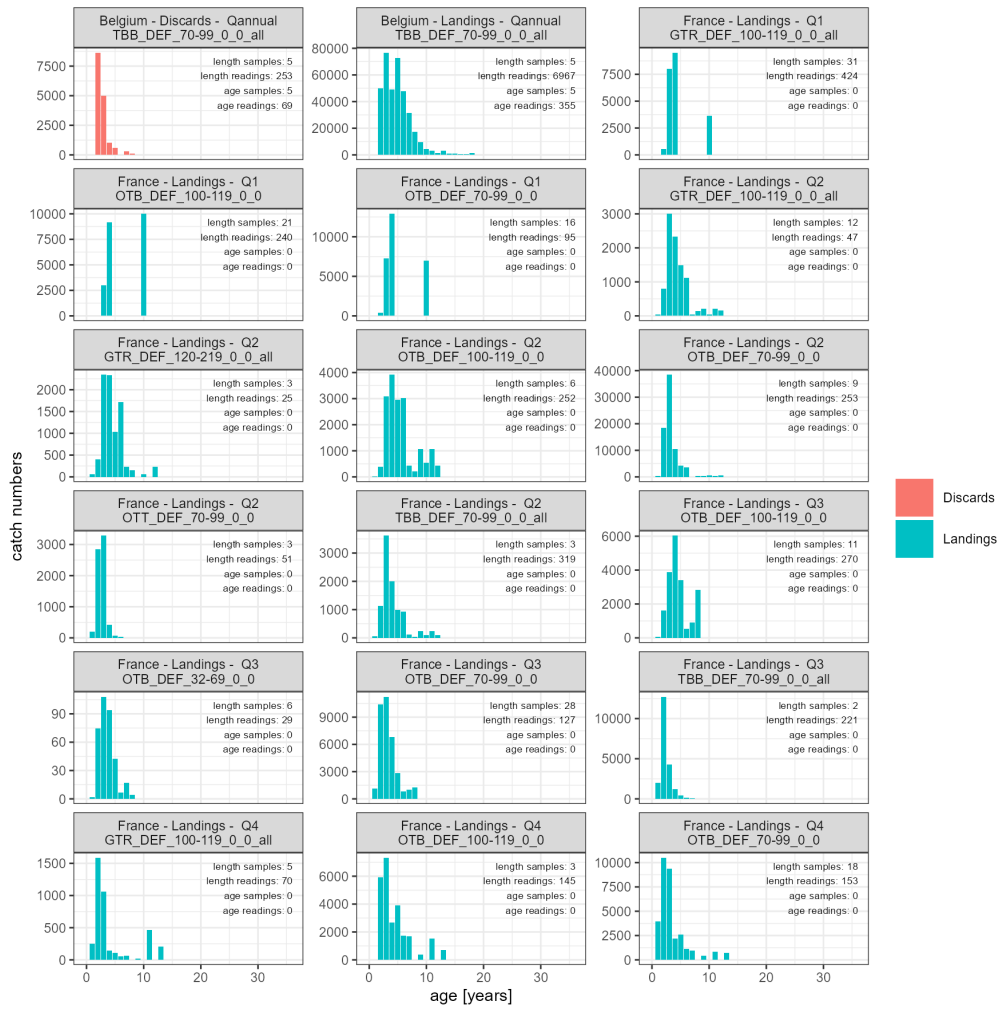 Belgium - Discards - Qannual
TBB_DEF_70-99_0_0_all
length samples: 5
length readings: 253
age samples: 5
age readings: 69
7500
5000
2500
0
Belgium - Landings - Qannual
TBB_DEF_70-99_0_0_all
length samples: 5
length readings: 6967
age samples: 5
age readings: 355
80000
60000
40000
20000
0
France - Landings - Q1
GTR_DEF_100-119_0_0_all
length samples: 31
length readings: 424
age samples: 0
age readings: 0
7500
5000
2500
0
France - Landings - Q1
OTB_DEF_100-119_0_0
length samples: 21
length readings: 240
age samples: 0
age readings: 0
10000
7500
5000
2500
0
France - Landings - Q1
OTB_DEF_70-99_0_0
length samples: 16
length readings: 95
age samples: 0
age readings: 0
10000
5000
0
France - Landings - Q2
GTR_DEF_100-119_0_0_all
length samples: 12
length readings: 47
age samples: 0
age readings: 0
3000
2000
1000
0
France - Landings - Q2
GTR_DEF_120-219_0_0_all
length samples: 3
length readings: 25
age samples: 0
age readings: 0
2000
1500
1000
500
0
France - Landings - Q2
OTB_DEF_100-119_0_0
length samples: 6
length readings: 252
age samples: 0
age readings: 0
4000
3000
2000
1000
0
France - Landings - Q2
OTB_DEF_70-99_0_0
length samples: 9
length readings: 253
age samples: 0
age readings: 0
40000
30000
20000
10000
0
France - Landings - Q2
OTT_DEF_70-99_0_0
length samples: 3
length readings: 51
age samples: 0
age readings: 0
3000
2000
1000
0
France - Landings - Q2
TBB_DEF_70-99_0_0_all
length samples: 3
length readings: 319
age samples: 0
age readings: 0
3000
2000
1000
0
France - Landings - Q3
OTB_DEF_100-119_0_0
length samples: 11
length readings: 270
age samples: 0
age readings: 0
6000
4000
2000
0
France - Landings - Q3
OTB_DEF_32-69_0_0
length samples: 6
length readings: 29
age samples: 0
age readings: 0
90
60
30
0
France - Landings - Q3
OTB_DEF_70-99_0_0
length samples: 28
length readings: 127
age samples: 0
age readings: 0
9000
6000
3000
0
France - Landings - Q3
TBB_DEF_70-99_0_0_all
length samples: 2
length readings: 221
age samples: 0
age readings: 0
10000
5000
0
France - Landings - Q4
GTR_DEF_100-119_0_0_all
length samples: 5
length readings: 70
age samples: 0
age readings: 0
1500
1000
500
0
0 10 20 30
France - Landings - Q4
OTB_DEF_100-119_0_0
length samples: 3
length readings: 145
age samples: 0
age readings: 0
6000
4000
2000
0
0 10 20 30
France - Landings - Q4
OTB_DEF_70-99_0_0
length samples: 18
length readings: 153
age samples: 0
age readings: 0
10000
7500
5000
2500
0
0 10 20 30
catch numbers
age [years]
Discards
Landings